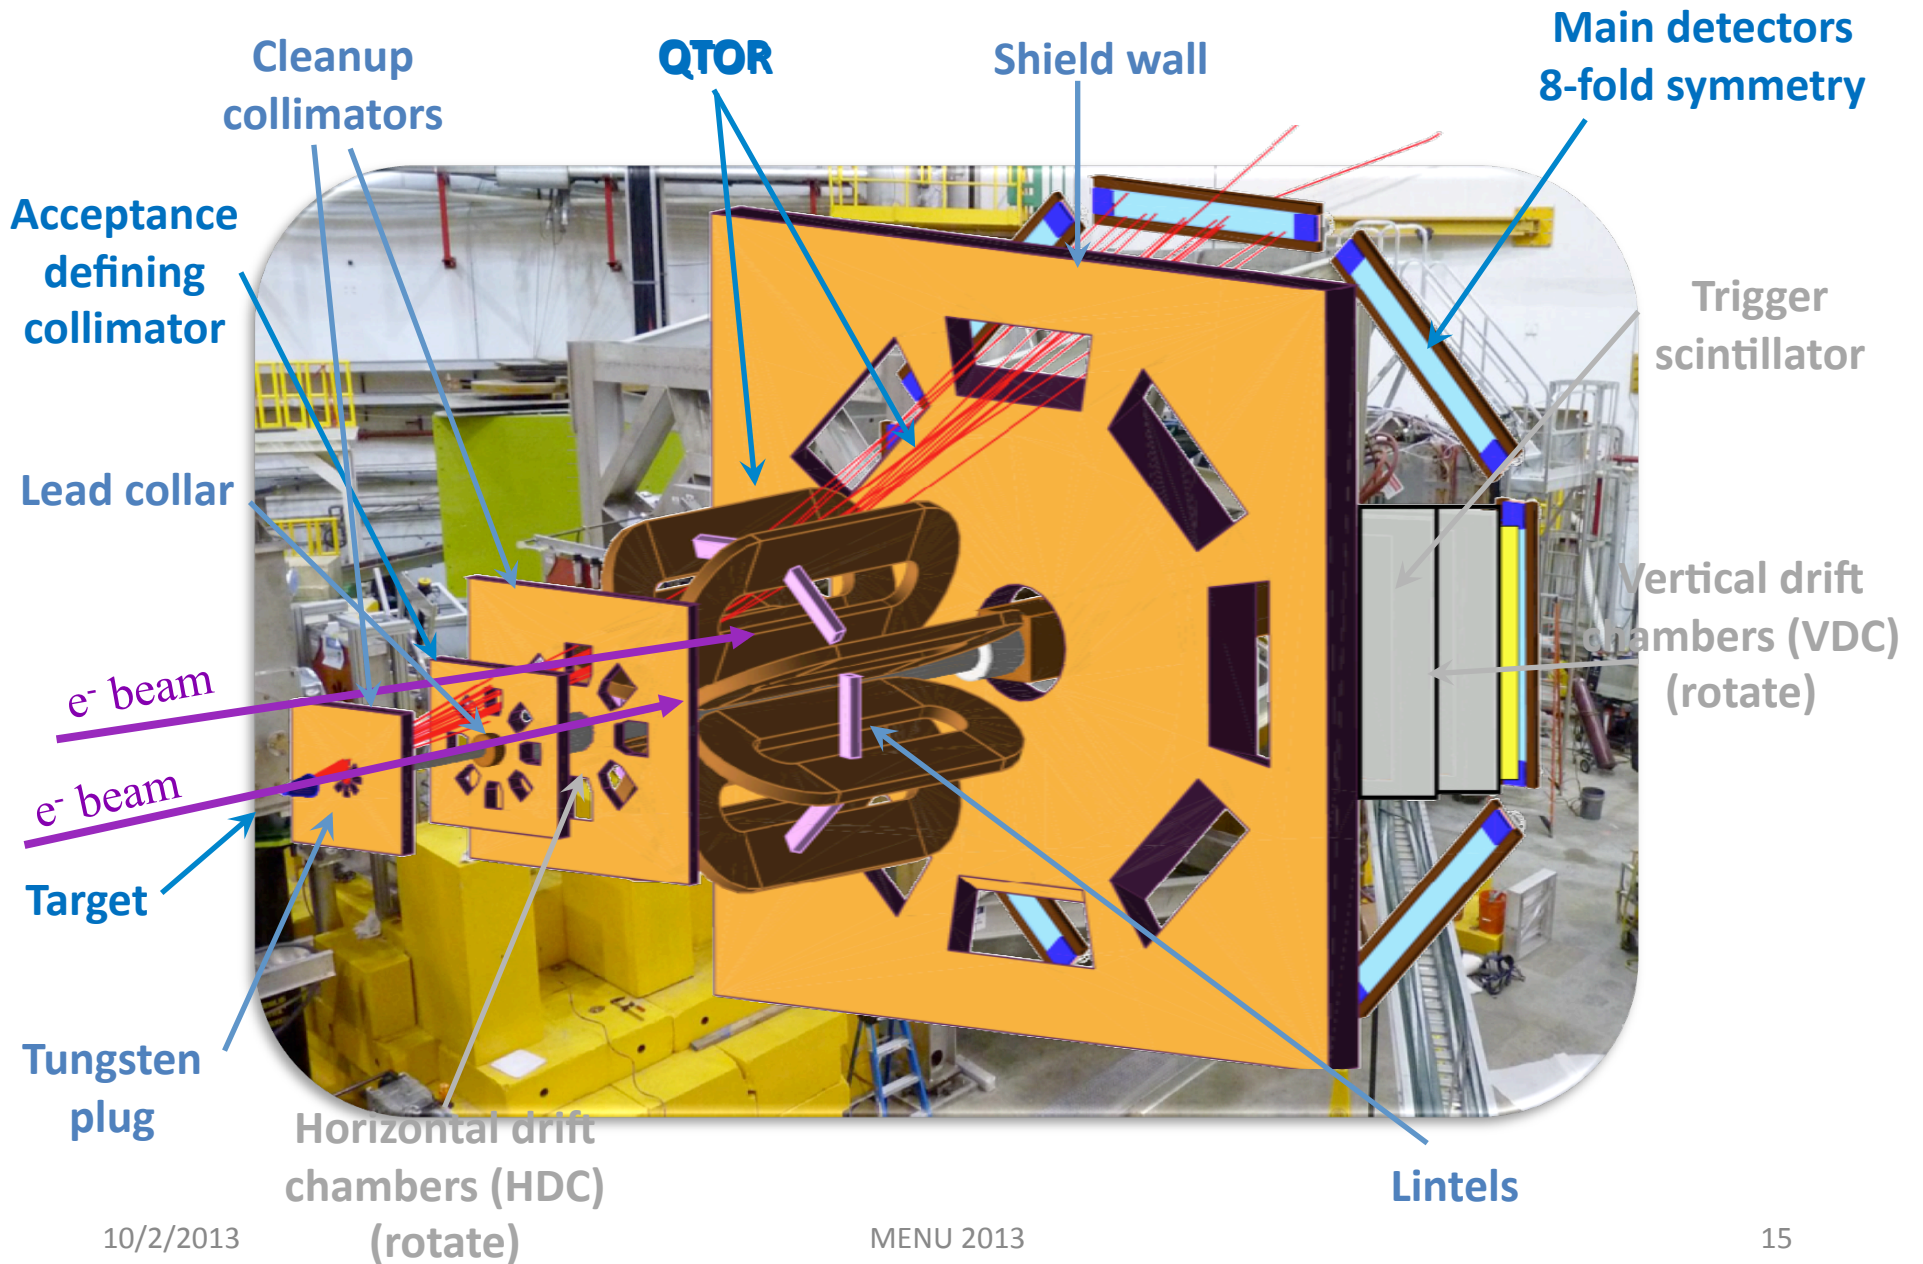 Cleanup
collimators
QTOR
Shield wall
Main detectors
8-fold symmetry
Acceptance
defining
collimator
Trigger
scintillator
Lead collar
Vertical drift
chambers (VDC)
(rotate)
e- beam
e- beam
Target
Tungsten
plug
Horizontal drift
chambers (HDC)
(rotate)
Lintels
10/2/2013
MENU 2013
15